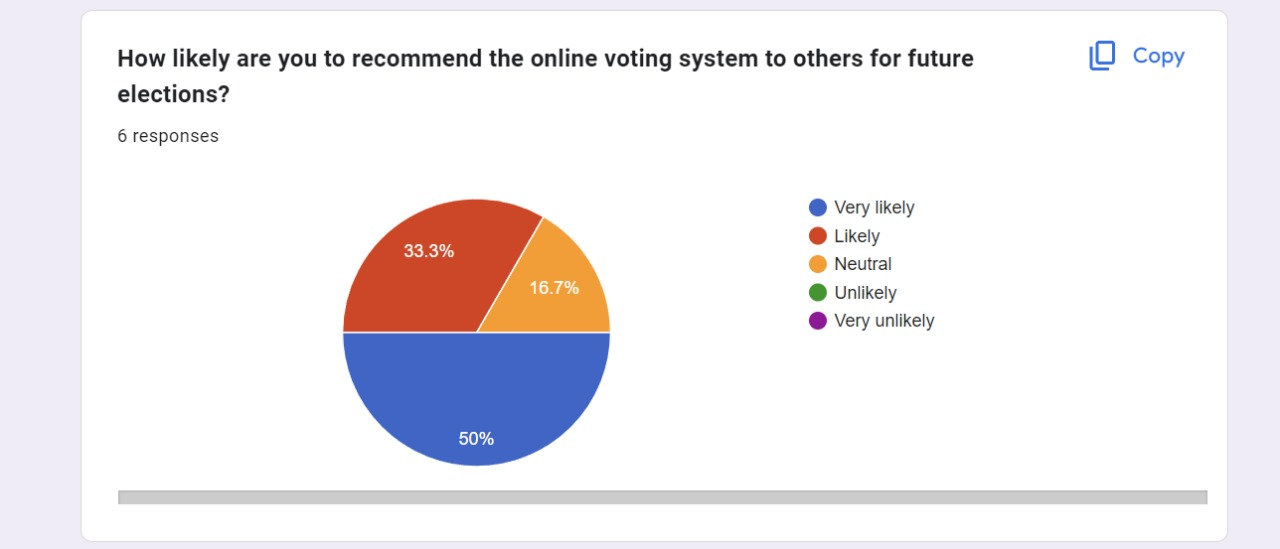 How likely are you to recommend the online voting system to others for future
elections?
Copy
6 responses
33.3%
16.7%
50%
Very likely
Likely
Neutral
Unlikely
Very unlikely